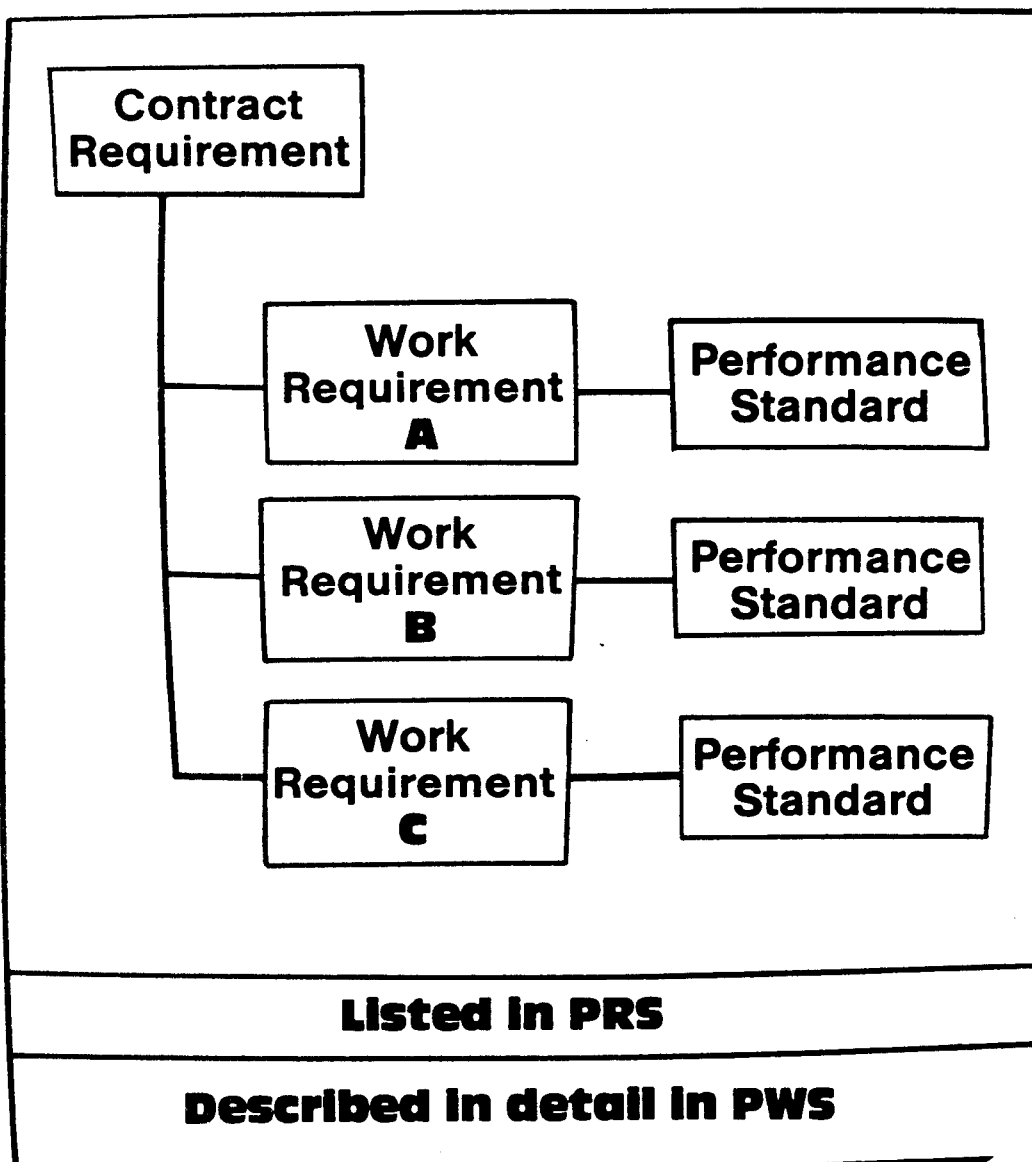 Contract
Requirement
Work
Requirement
A
Performance
Standard
Work
Requirement
B
Performance
Standard
Work
Requirement
C
Performance
Standard
Listed in PRS
Described in detail in PWS